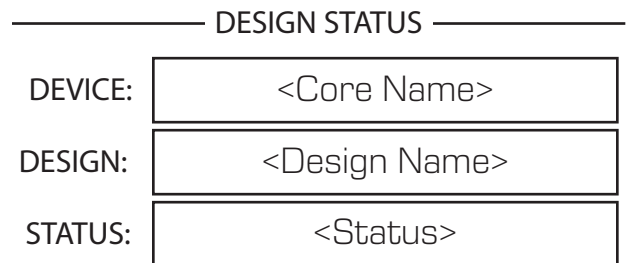 DESIGN STATUS
DEVICE: <Core Name>
DESIGN: <Design Name>
STATUS: <Status>